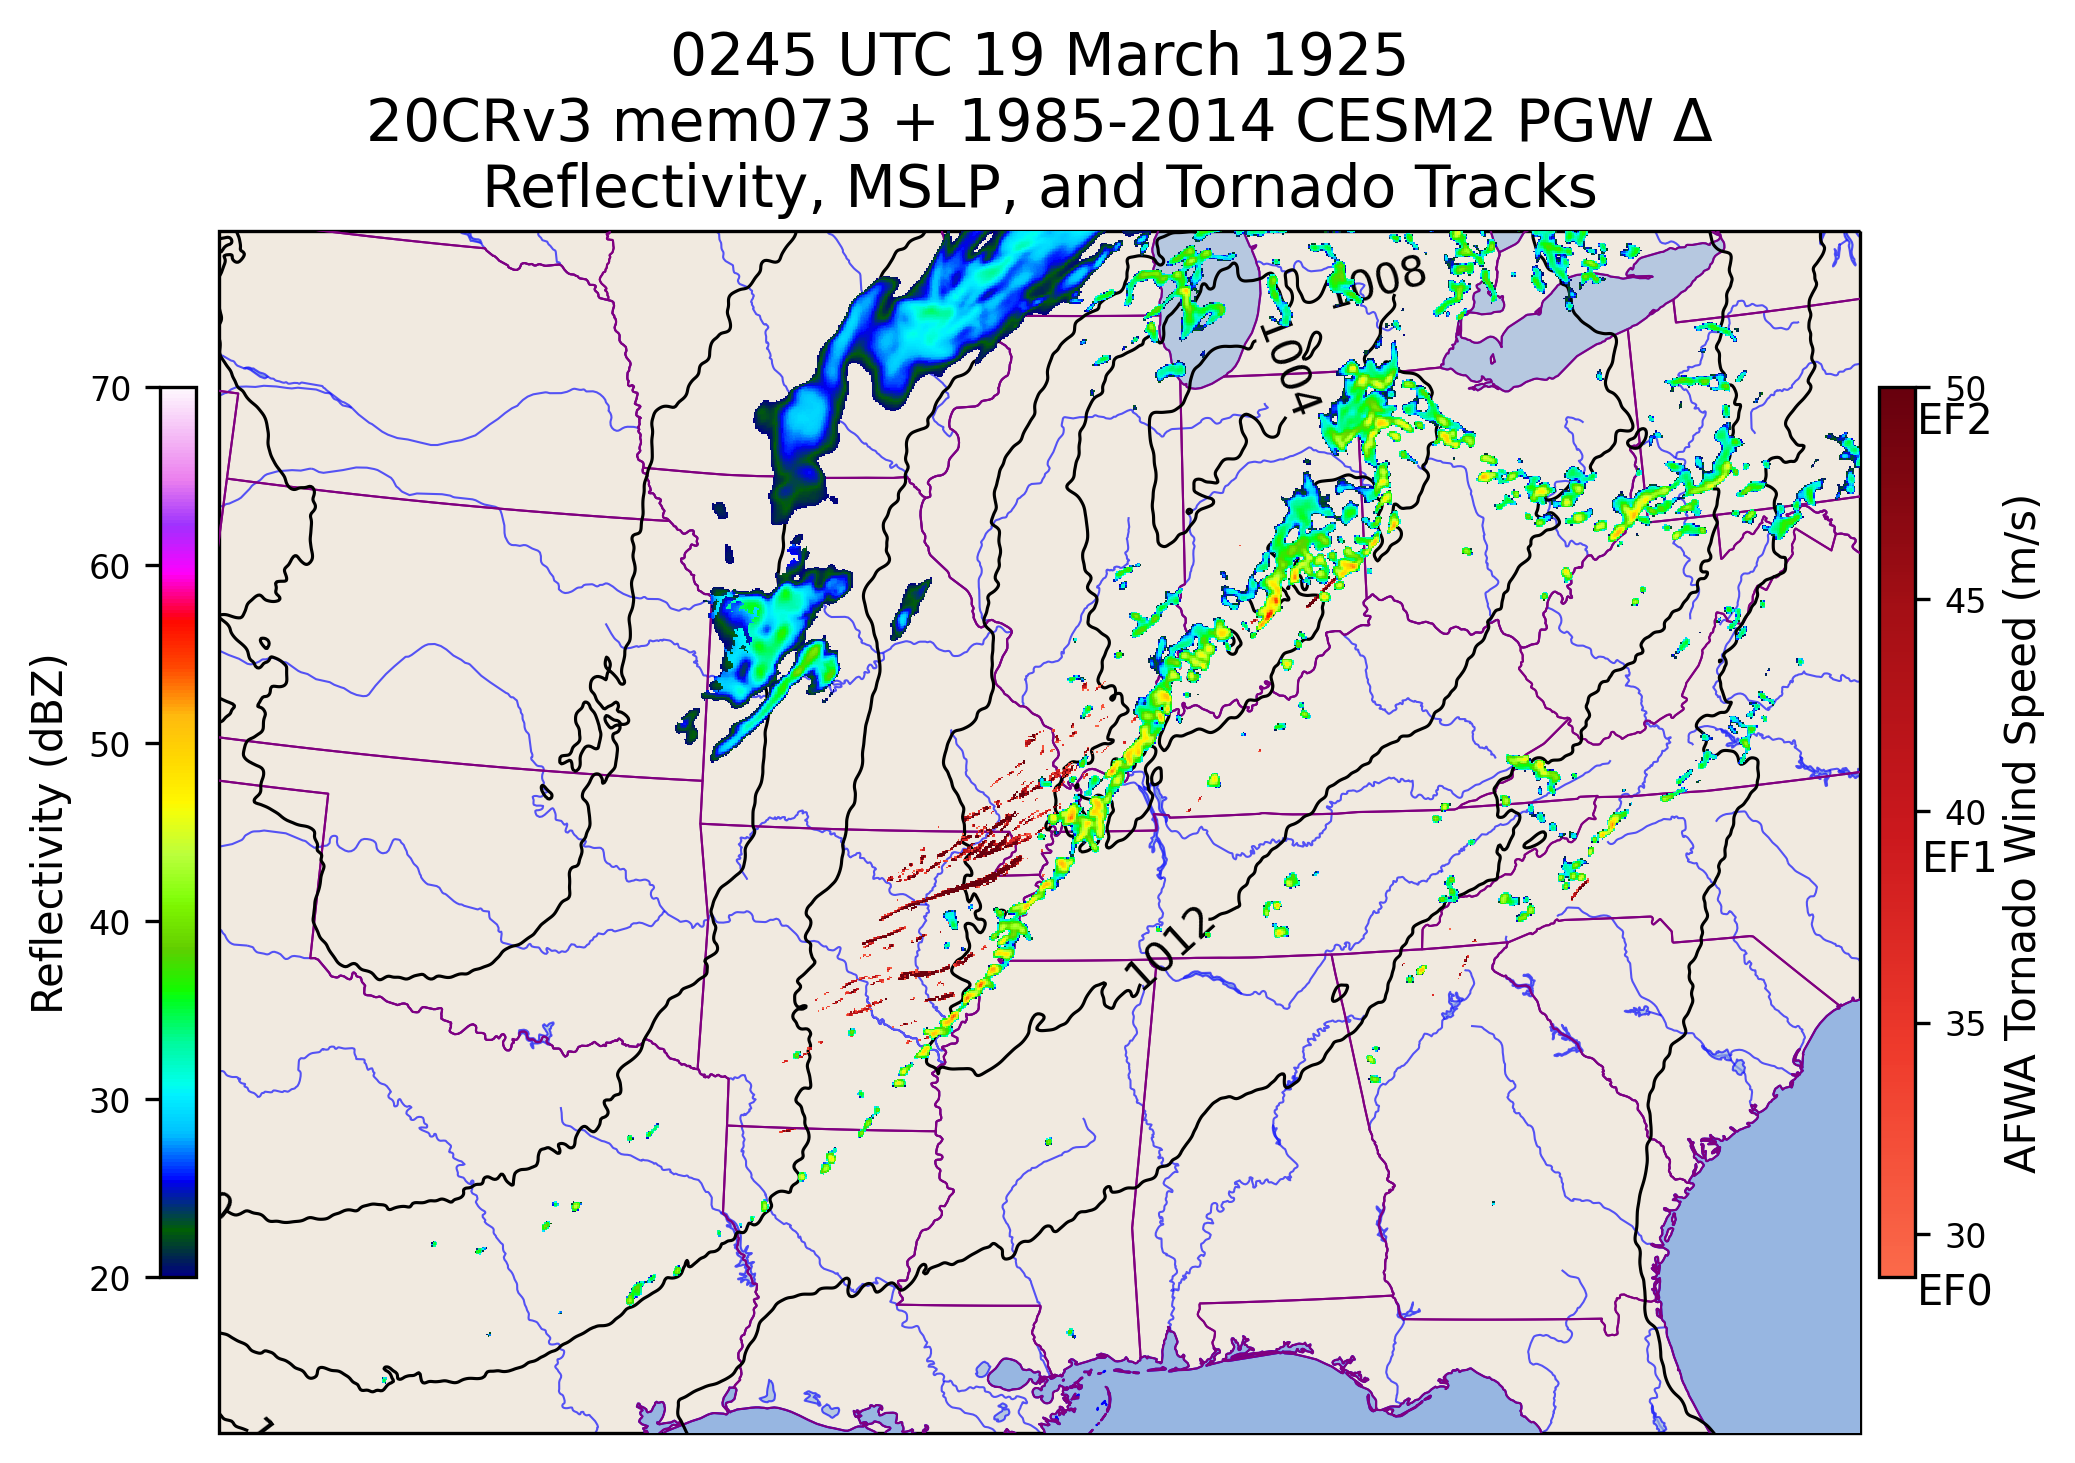 0245 UTC 19 March 1925
20CRv3 mem073 + 1985-2014 CESM2 PGW Δ
Reflectivity, MSLP, and Tornado Tracks
1008
1004
1012
70
60
50
40
30
20
Reflectivity (dBZ)
50
EF2
45
40
EF1
35
30
EF0
AFWA Tornado Wind Speed (m/s)